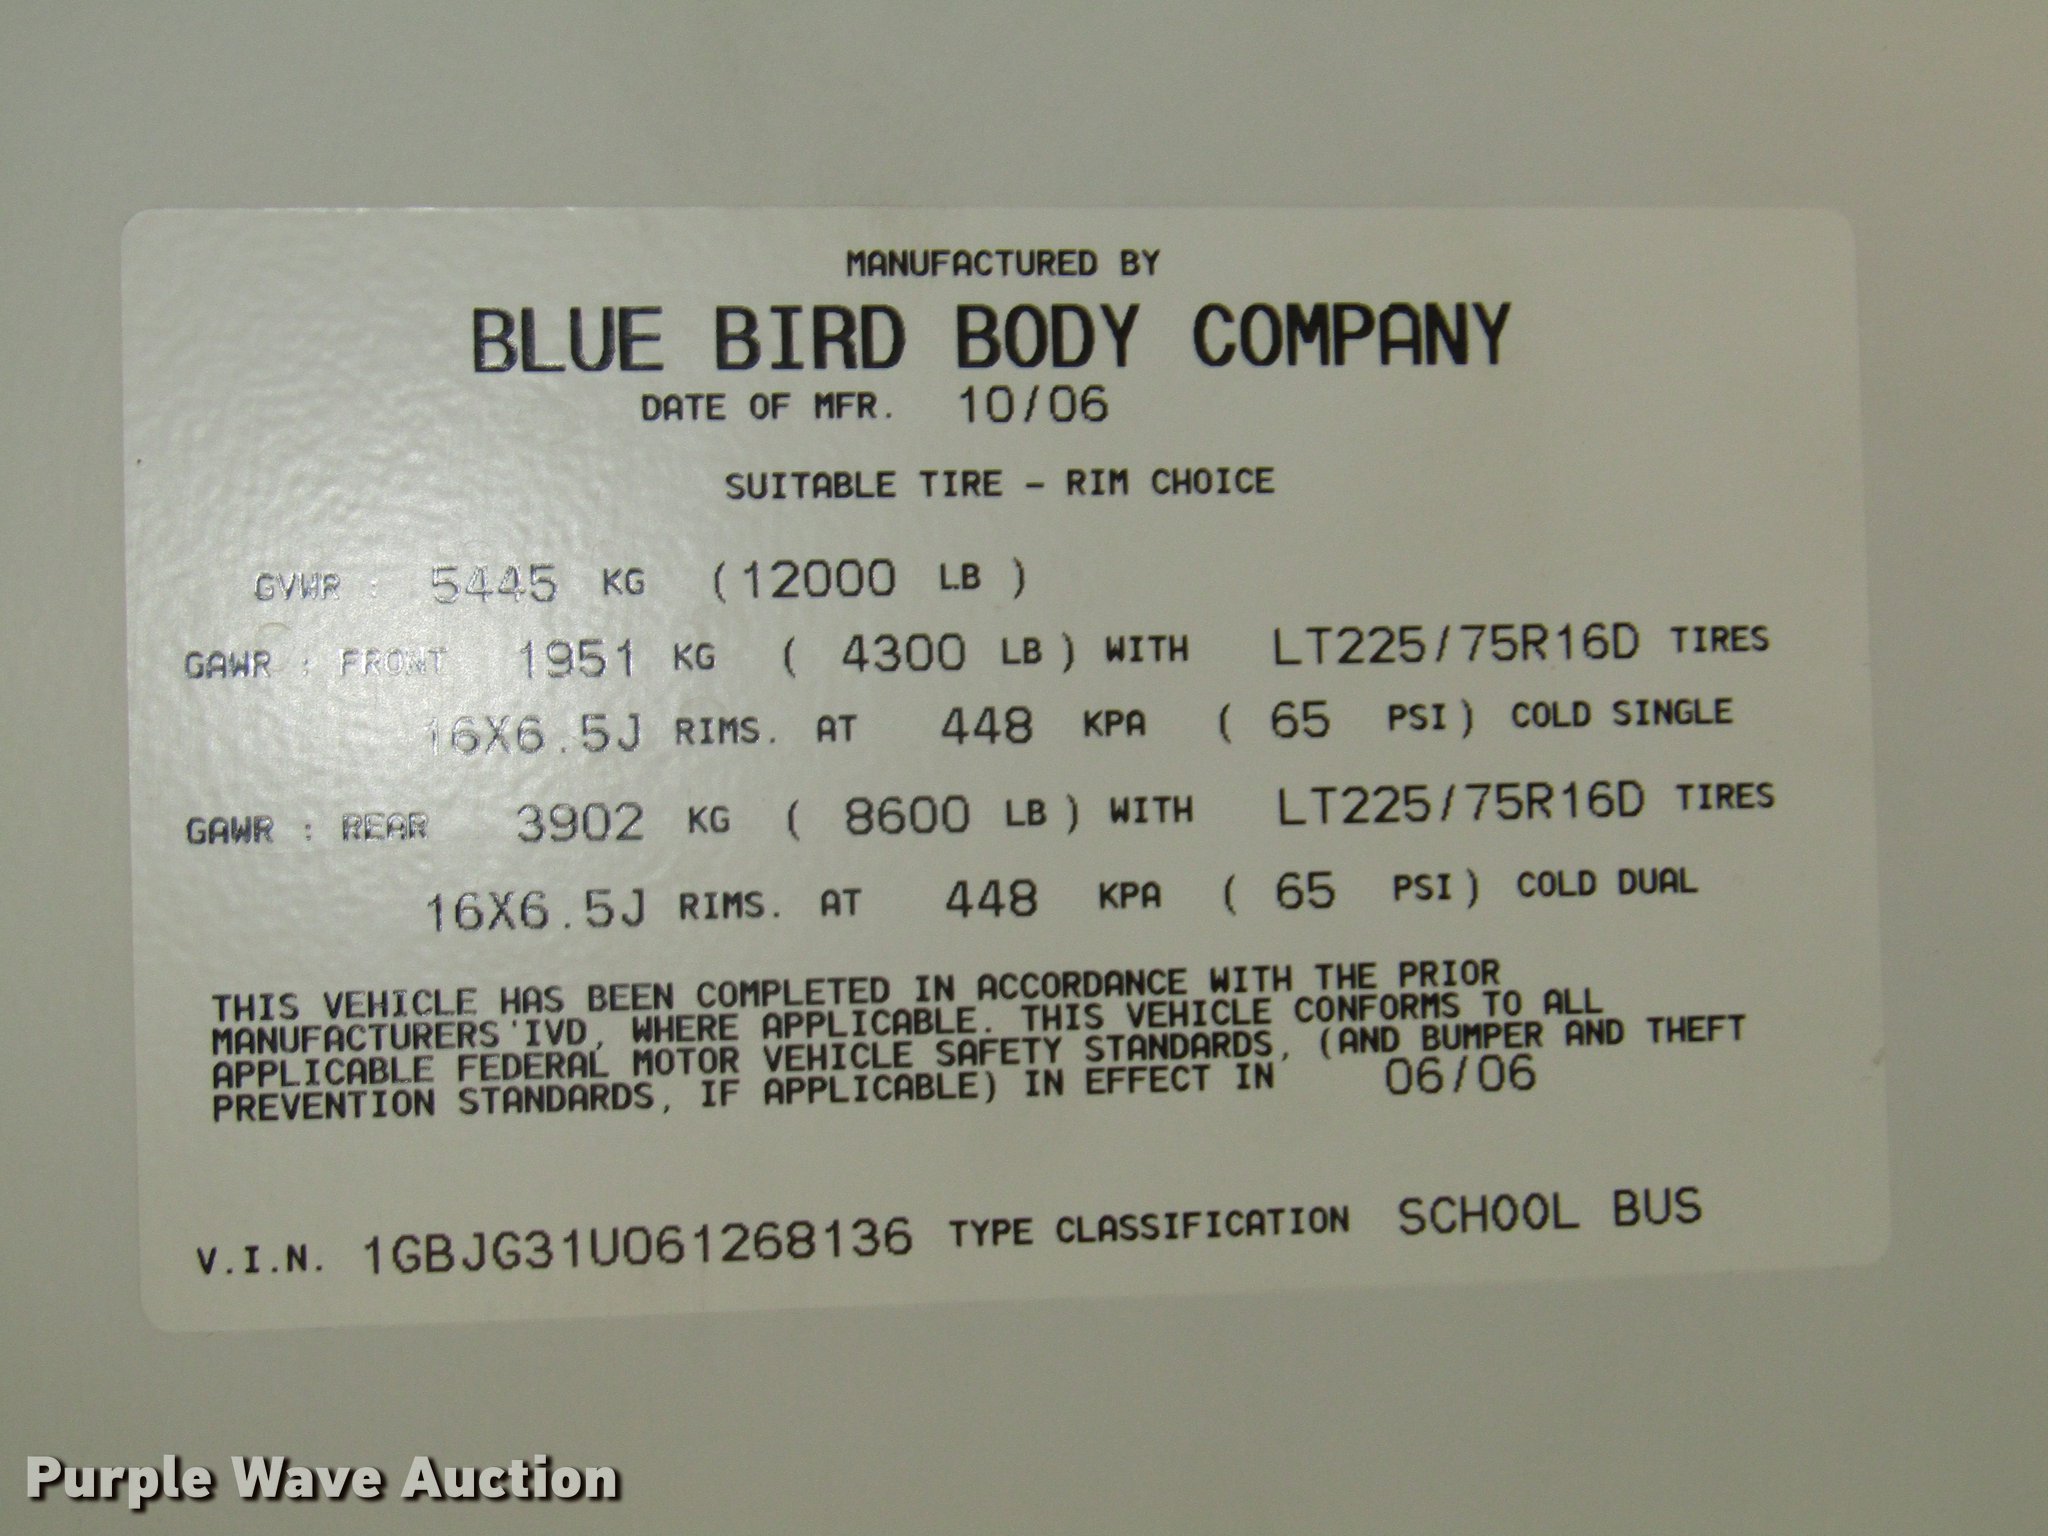 MANUFACTURED BY
BLUE BIRD BODY COMPANY
DATE OF MFR. 10/06
SUITABLE TIRE - RIM CHOICE
GVWR : 5445 KG (12000 LB )
GAWR : FRONT 1951 KG ( 4300 LB ) WITH LT225/75R16D TIRES
16X6.5J RIMS. AT 448 KPA ( 65 PSI ) COLD SINGLE
GAWR : REAR 3902 KG ( 8600 LB ) WITH LT225/75R16D TIRES
16X6.5J RIMS. AT 448 KPA ( 65 PSI ) COLD DUAL
THIS VEHICLE HAS BEEN COMPLETED IN ACCORDANCE WITH THE PRIOR
MANUFACTURERS'IVD, WHERE APPLICABLE. THIS VEHICLE CONFORMS TO ALL
APPLICABLE FEDERAL MOTOR VEHICLE SAFETY STANDARDS, (AND BUMPER AND THEFT
PREVENTION STANDARDS, IF APPLICABLE) IN EFFECT IN 06/06
V.I.N. 1GBJG31U061268136 TYPE CLASSIFICATION SCHOOL BUS
Purple Wave Auction